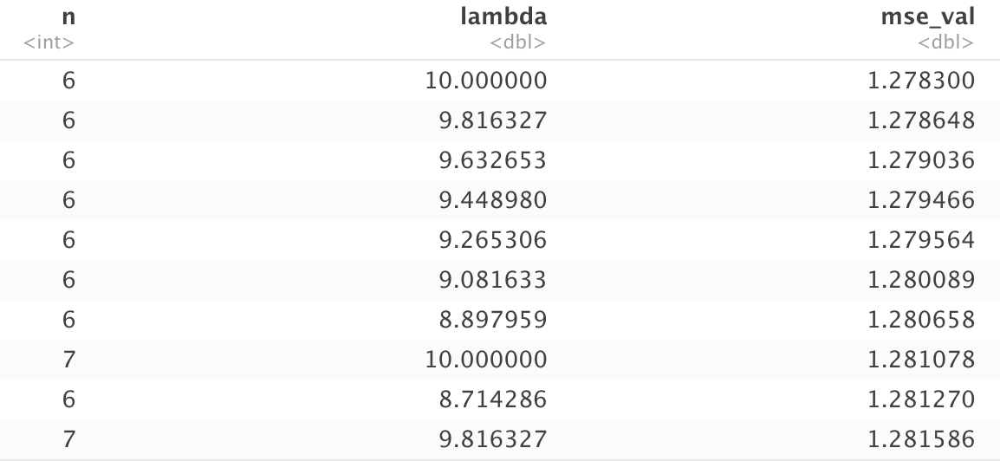 n lambda mse_val
<int> <dbl> <dbl>
6 10.000000 1.278300
6 9.816327 1.278648
6 9.632653 1.279036
6 9.448980 1.279466
6 9.265306 1.279564
6 9.081633 1.280089
6 8.897959 1.280658
7 10.000000 1.281078
6 8.714286 1.281270
7 9.816327 1.281586